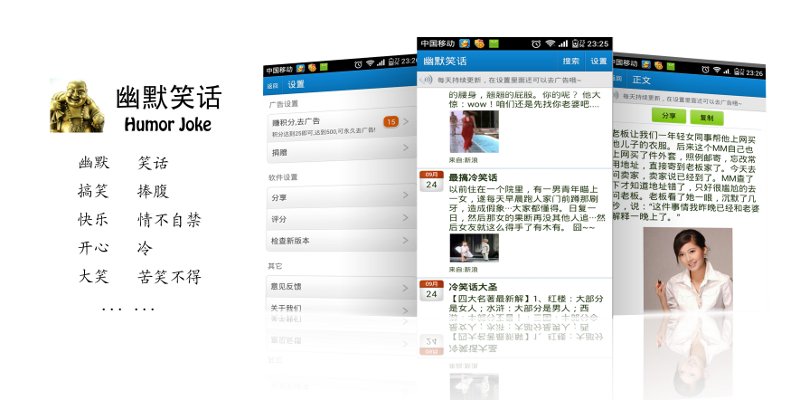 幽默笑话
Humor Joke
幽默 笑话
搞笑 捧腹
快乐 情不自禁
开心 冷
大笑 苦笑不得
... ...
中国移动 23:25
返回 设置
广告设置
赚积分,去广告 15
积分达到25即可,达到500,可永久去广告!
捐赠
软件设置
分享
评分
检查新版本
其它
意见反馈
关于我们
中国移动 23:25
幽默笑话 搜索 设置
每天持续更新，在设置里面还可以去广告哦~
的腰身，翘翘的屁股。你的呢？ 他大
惊：wow！咱们还是先找你老婆吧....
来自:新浪
09月
24
最搞冷笑话
以前住在一个院里，有一男青年瞄上
一女，遂每天早晨跑人家门前蹲那刷
牙，造成假象…大家都懂得。日复一
日，然后那女的果断再没其他人追…然
后女友就这么得手了有木有。 囧~~
来自:新浪
09月
24
冷笑话大圣
【四大名著最新解】1、红楼：大部分
是女人；水浒：大部分是男人；西
中国移动 23:26
返回 正文
每天持续更新，在设置里面还可以去广告哦~
分享 复制
老板让我们一年轻女同事帮他上网买
他儿子的衣服。后来这个MM自己也
上网买了件外套，照例邮寄，忘改常
用地址，直接寄到老板家了。今天去
问卖家，卖家说已经到了。MM查了
下才知道地址错了，只好很尴尬的去
问老板。老板看了她一眼，沉默了几
秒，说：“这件事情我昨晚已经和老婆
解释一晚上了。”